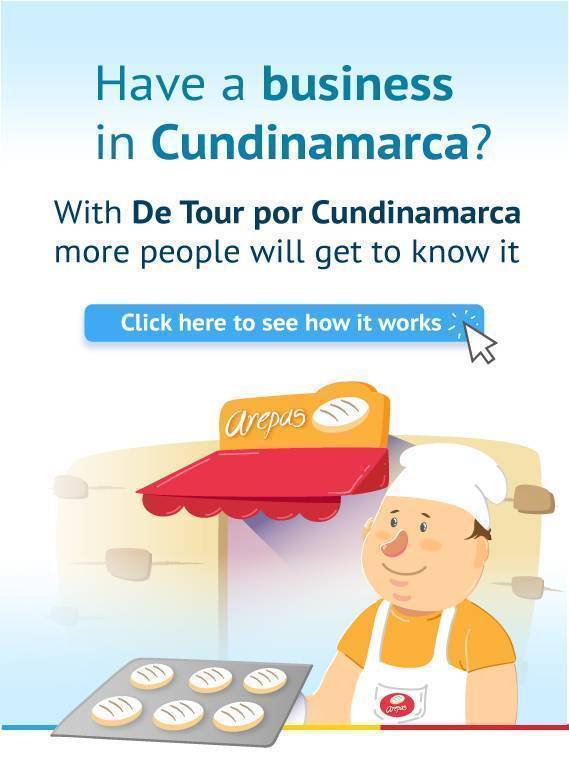 Have a business
in Cundinamarca?
With De Tour por Cundinamarca
more people will get to know it
Click here to see how it works
arepas
arepas